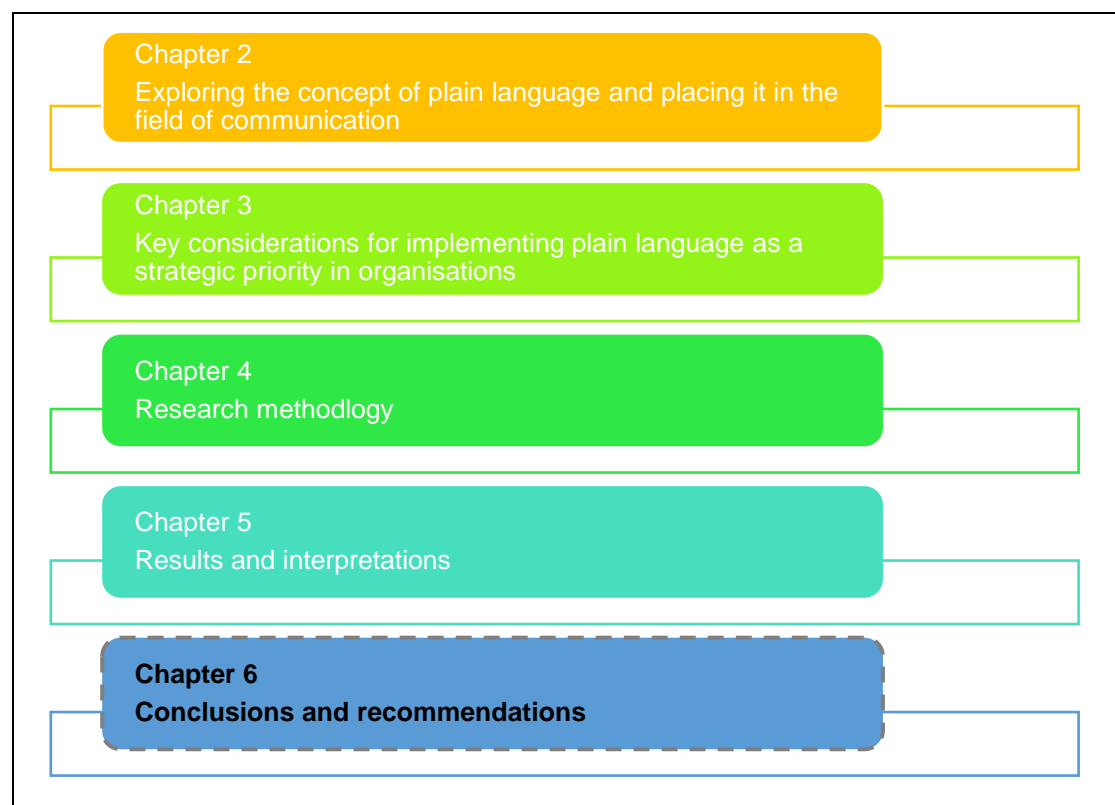 Chapter 2
Exploring the concept of plain language and placing it in the
field of communication
Chapter 3
Key considerations for implementing plain language as a
strategic priority in organisations
Chapter 4
Research methodlogy
Chapter 5
Results and interpretations
Chapter 6
Conclusions and recommendations